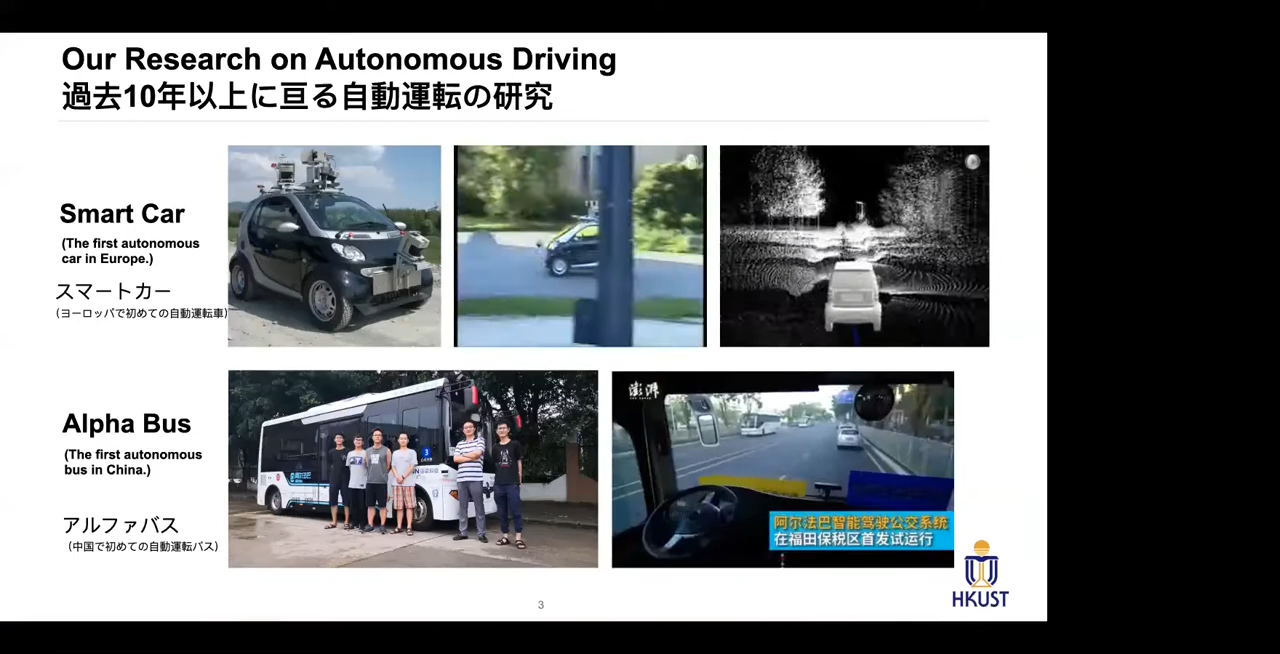 Our Research on Autonomous Driving
過去10年以上に亘る自動運転の研究
Smart Car
(The first autonomous
car in Europe.)
スマートカー
(ヨーロッパで初めての自動運転車)
Alpha Bus
(The first autonomous
bus in China.)
アルファバス
(中国で初めての自動運転バス)
3
澎湃
阿尔法巴智能驾驶公交系统
在福田保税区首发试运行
HKUST
3